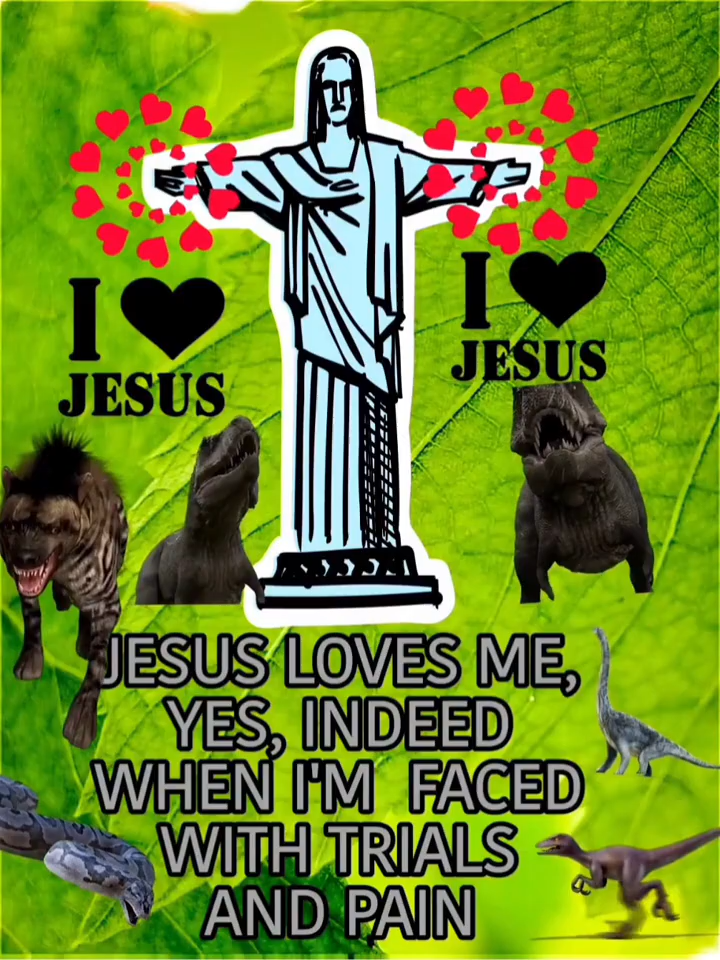 I ♥
JESUS
I ♥
JESUS
JESUS LOVES ME,
YES, INDEED
WHEN I'M FACED
WITH TRIALS
AND PAIN